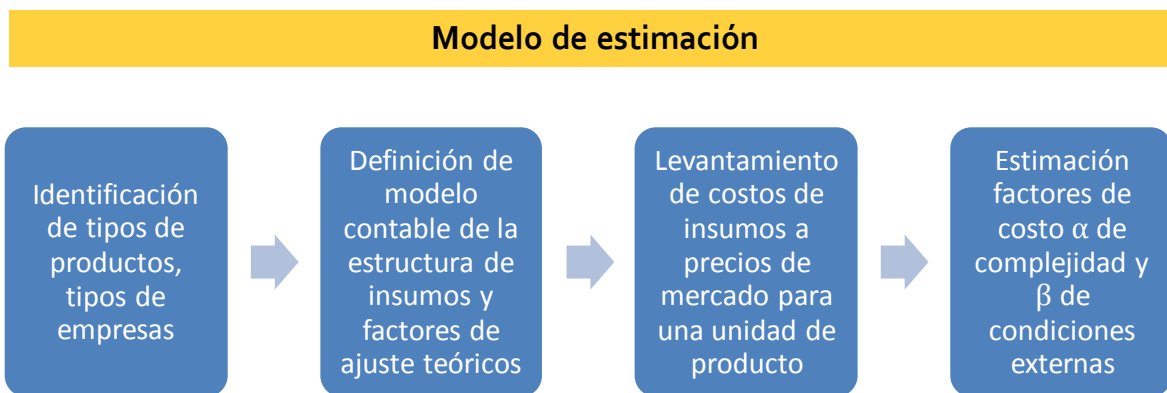 Modelo de estimación
Identificación
de tipos de
productos,
tipos de
empresas
Definición de
modelo
contable de la
estructura de
insumos y
factores de
ajuste teóricos
Levantamiento
de costos de
insumos a
precios de
mercado para
una unidad de
producto
Estimación
factores de
costo α de
complejidad y
β de
condiciones
externas